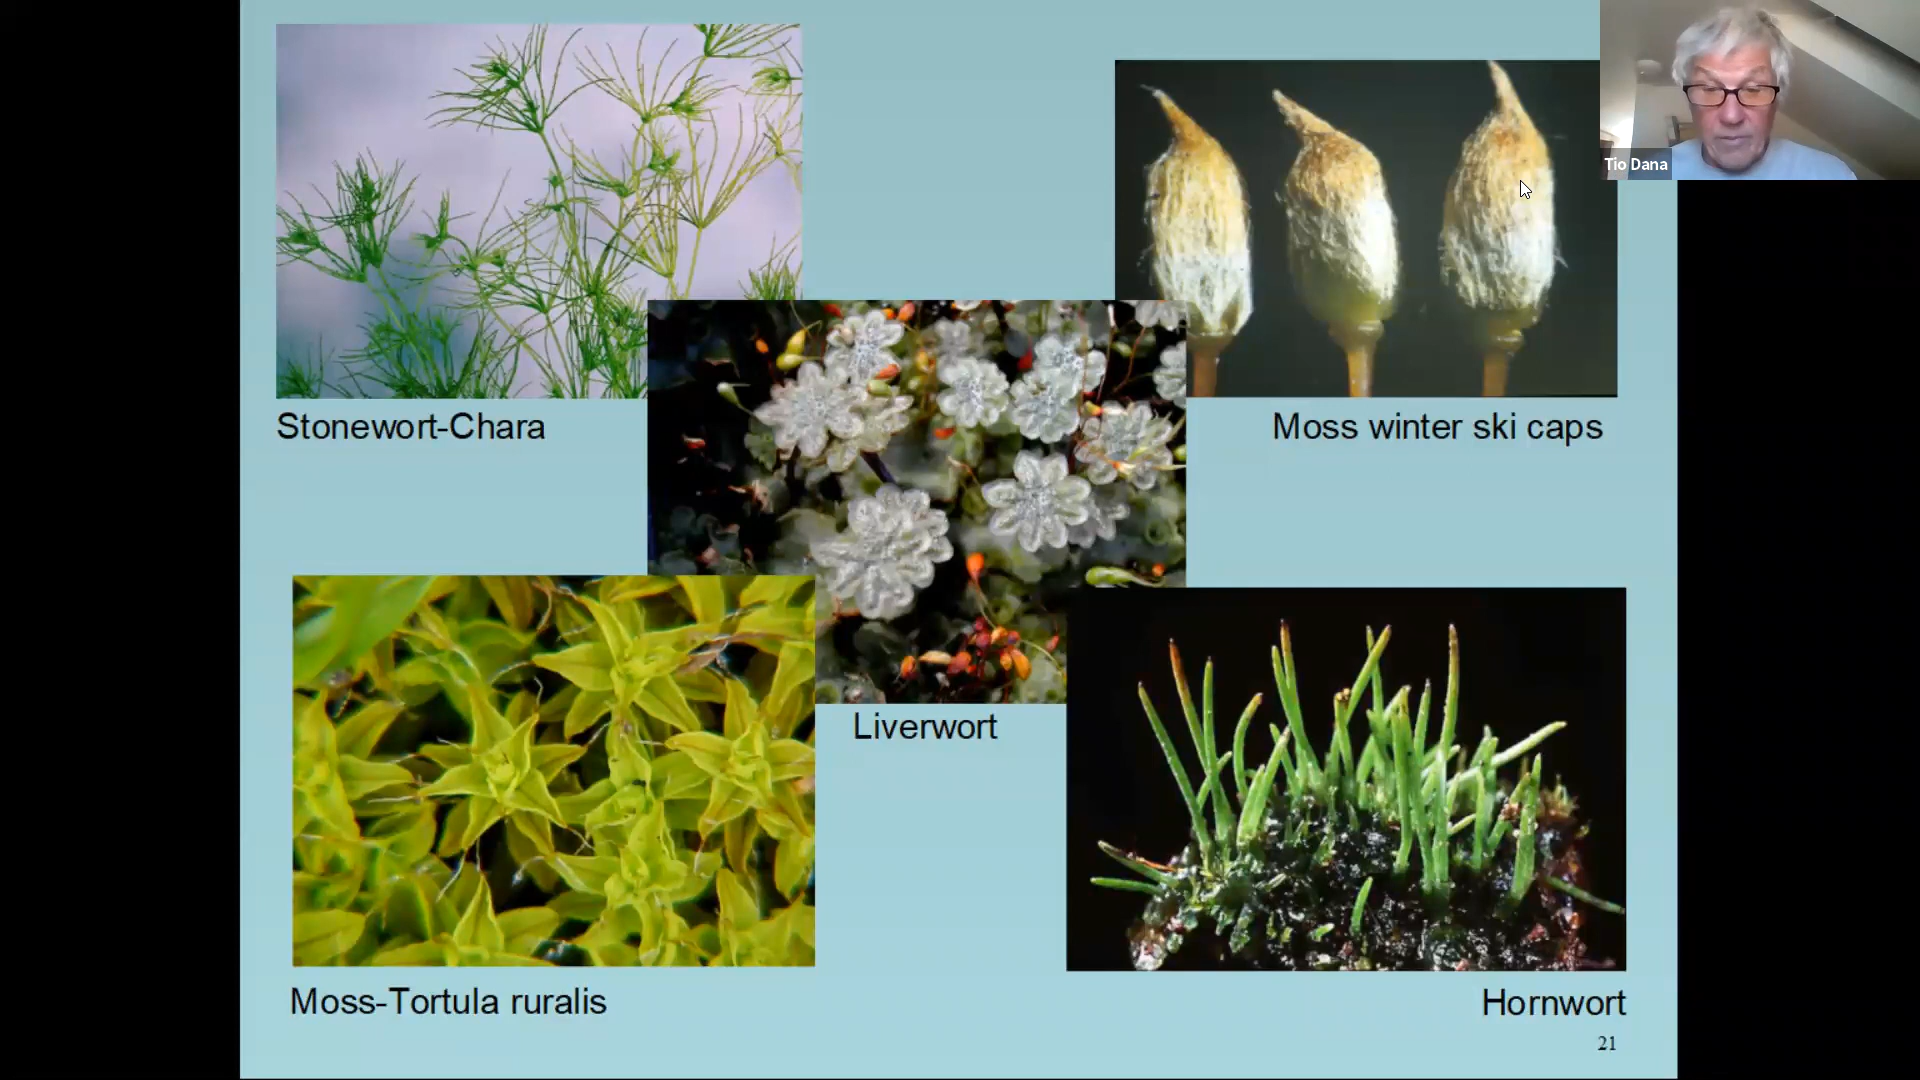 Tio Dana
Stonewort-Chara
Moss winter ski caps
Liverwort
Moss-Tortula ruralis
Hornwort
21